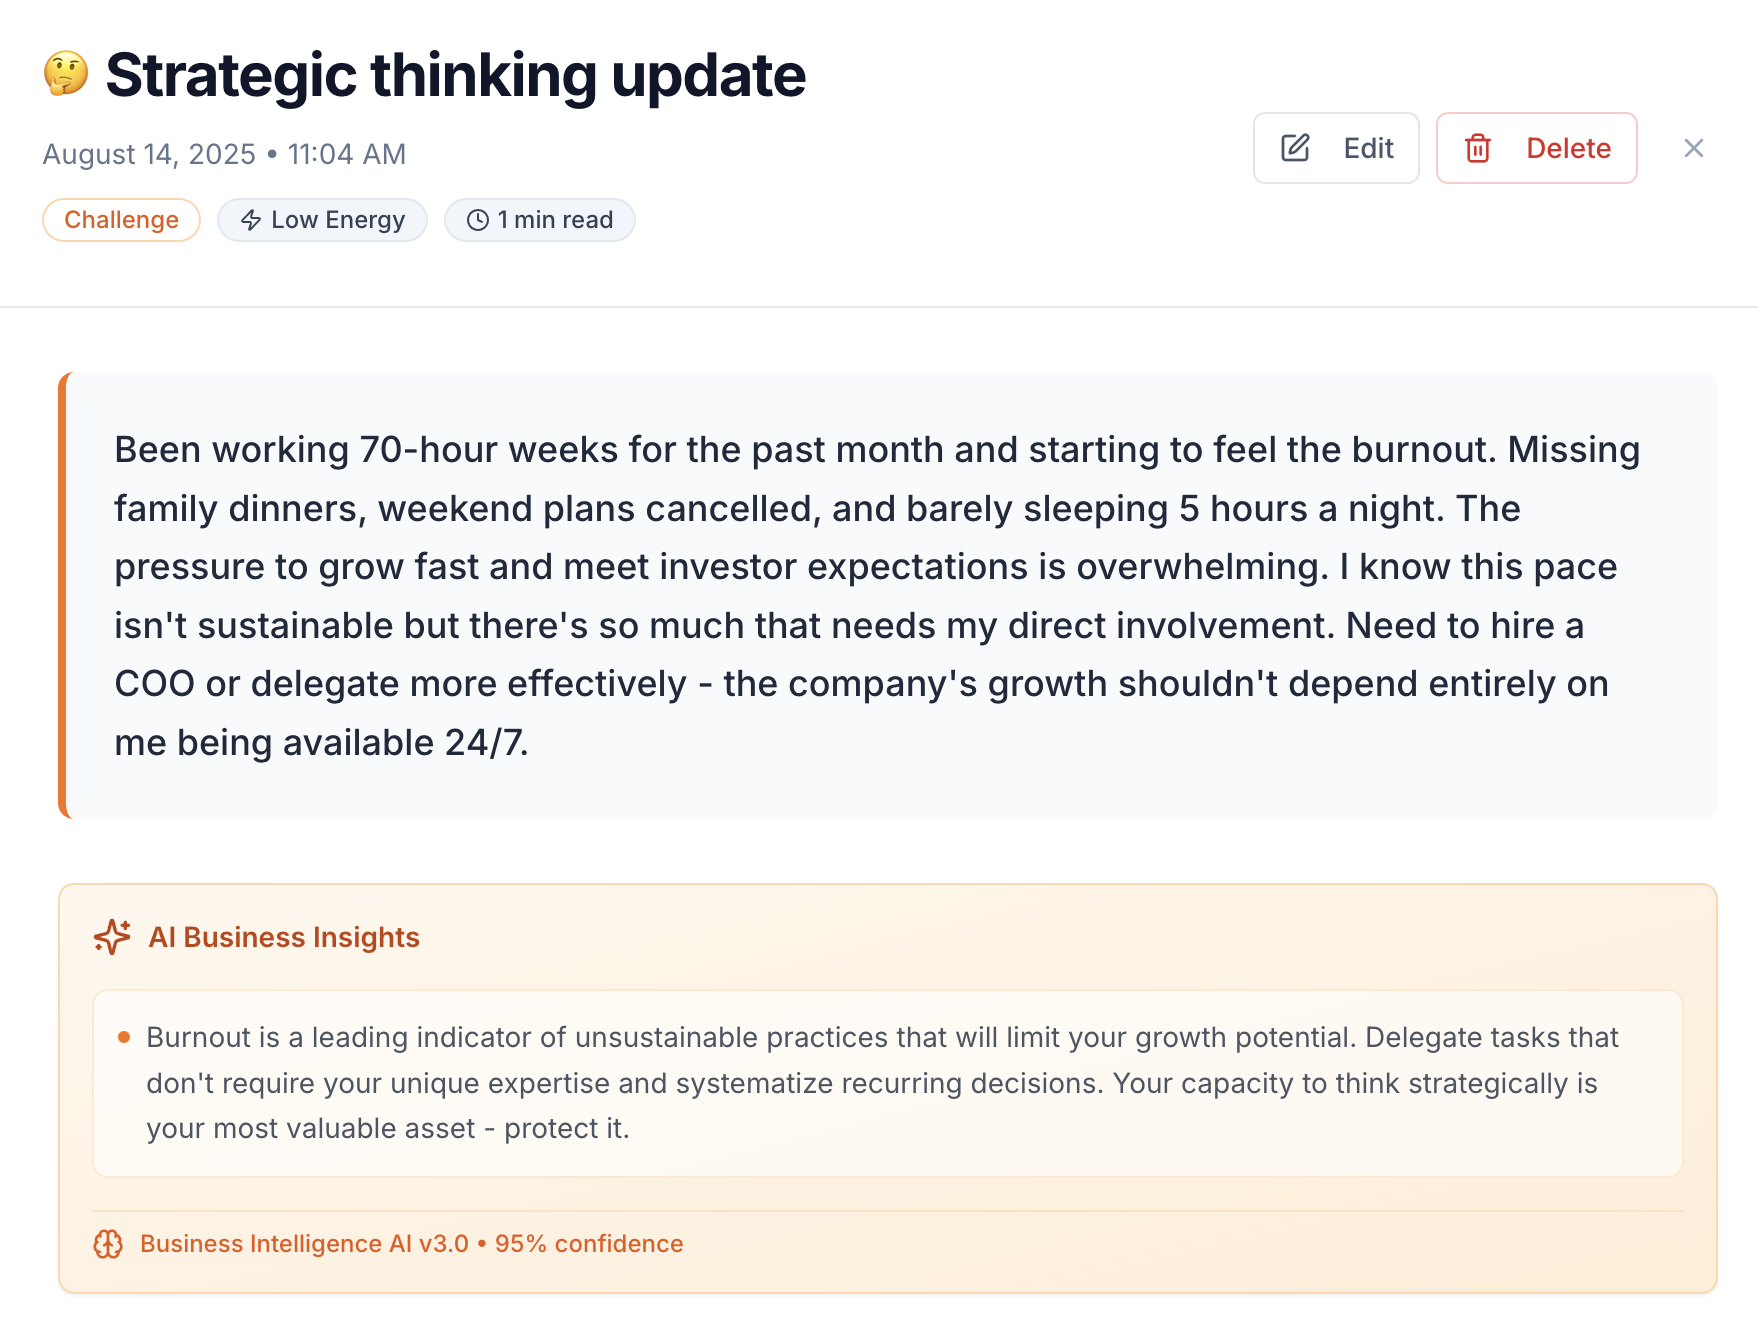 🤔 Strategic thinking update
August 14, 2025 • 11:04 AM
Edit
Delete
Challenge
Low Energy
1 min read
Been working 70-hour weeks for the past month and starting to feel the burnout. Missing
family dinners, weekend plans cancelled, and barely sleeping 5 hours a night. The
pressure to grow fast and meet investor expectations is overwhelming. I know this pace
isn't sustainable but there's so much that needs my direct involvement. Need to hire a
COO or delegate more effectively - the company's growth shouldn't depend entirely on
me being available 24/7.
AI Business Insights
• Burnout is a leading indicator of unsustainable practices that will limit your growth potential. Delegate tasks that
don't require your unique expertise and systematize recurring decisions. Your capacity to think strategically is
your most valuable asset - protect it.
Business Intelligence AI v3.0 • 95% confidence